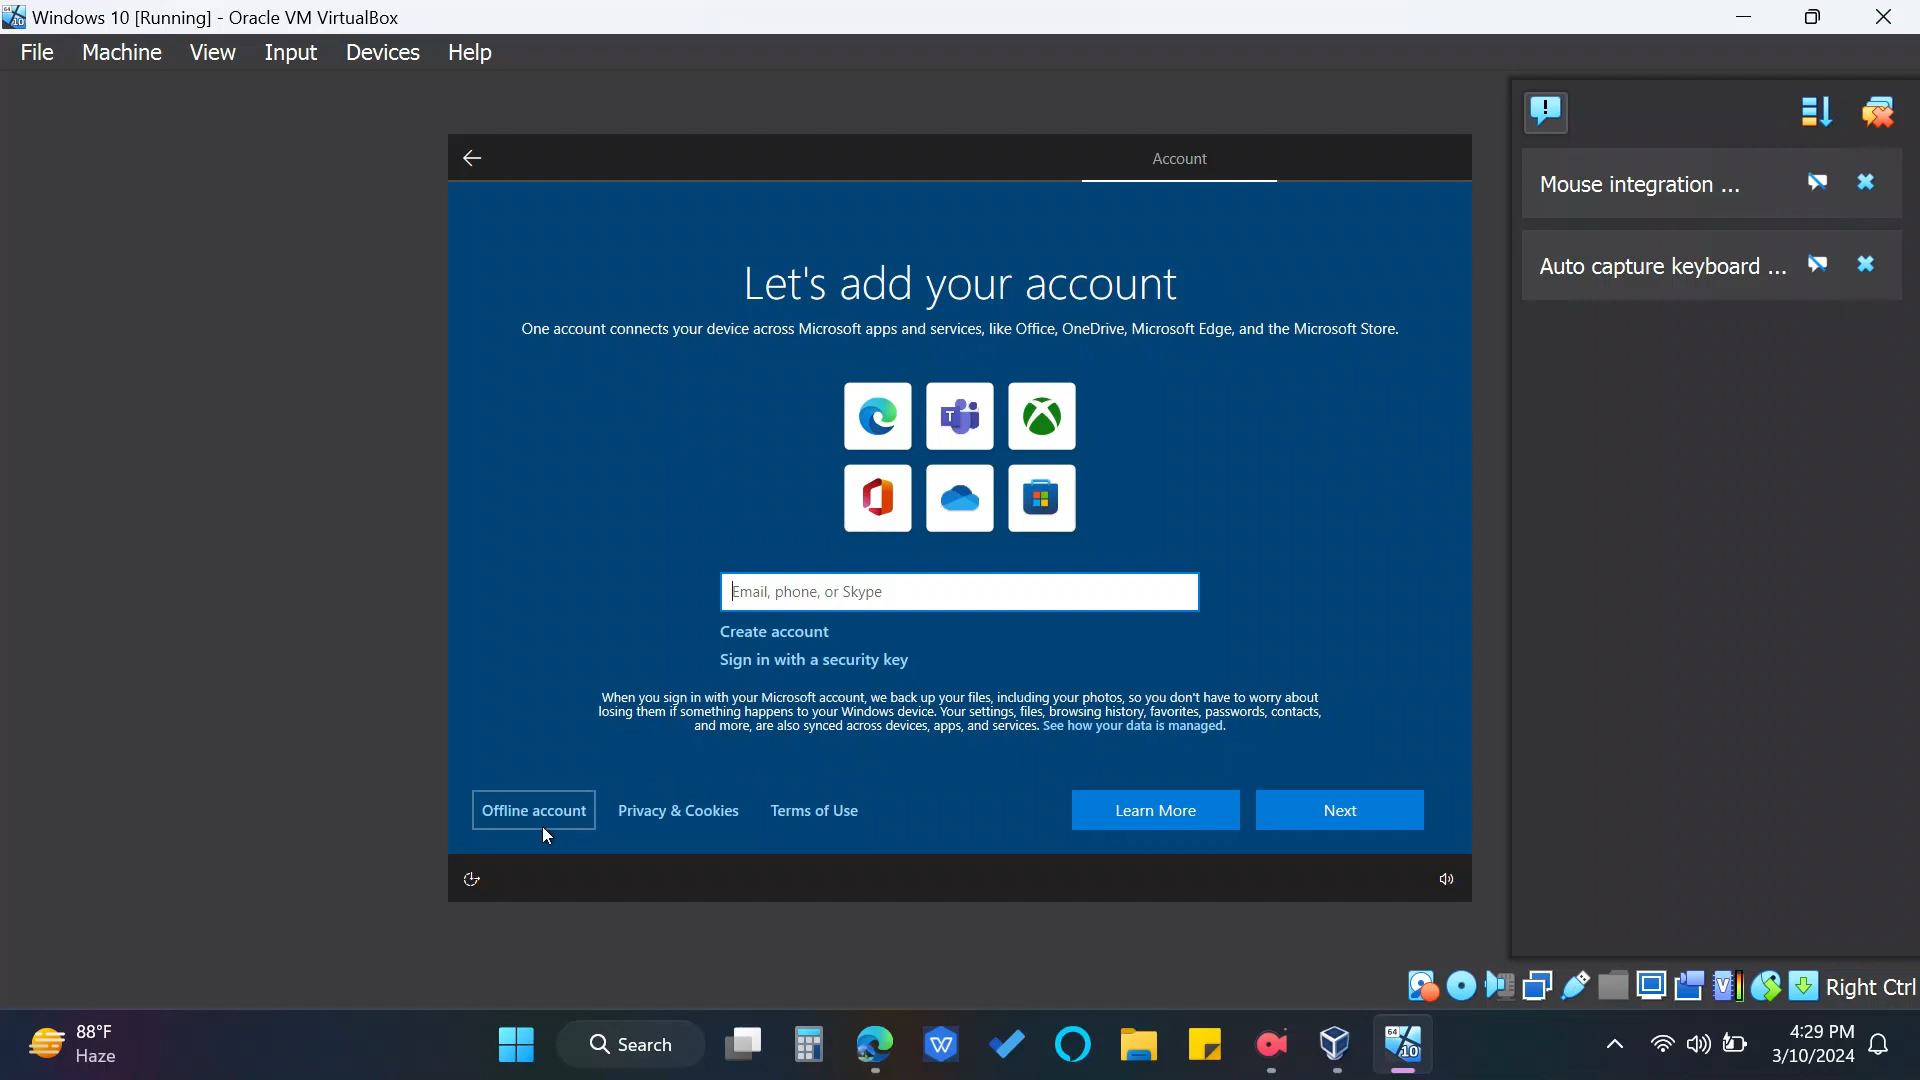 Windows 10 [Running] - Oracle VM VirtualBox
File Machine View Input Devices Help
Account
Mouse integration ...
Auto capture keyboard ...
Let's add your account
One account connects your device across Microsoft apps and services, like Office, OneDrive, Microsoft Edge, and the Microsoft Store.
Email, phone, or Skype
Create account
Sign in with a security key
When you sign in with your Microsoft account, we back up your files, including your photos, so you don't have to worry about
losing them if something happens to your Windows device. Your settings, files, browsing history, favorites, passwords, contacts,
and more, are also synced across devices, apps, and services. See how your data is managed.
Offline account Privacy & Cookies Terms of Use Learn More Next
Right Ctrl
88°F
Haze
Search
64
10
4:29 PM
3/10/2024